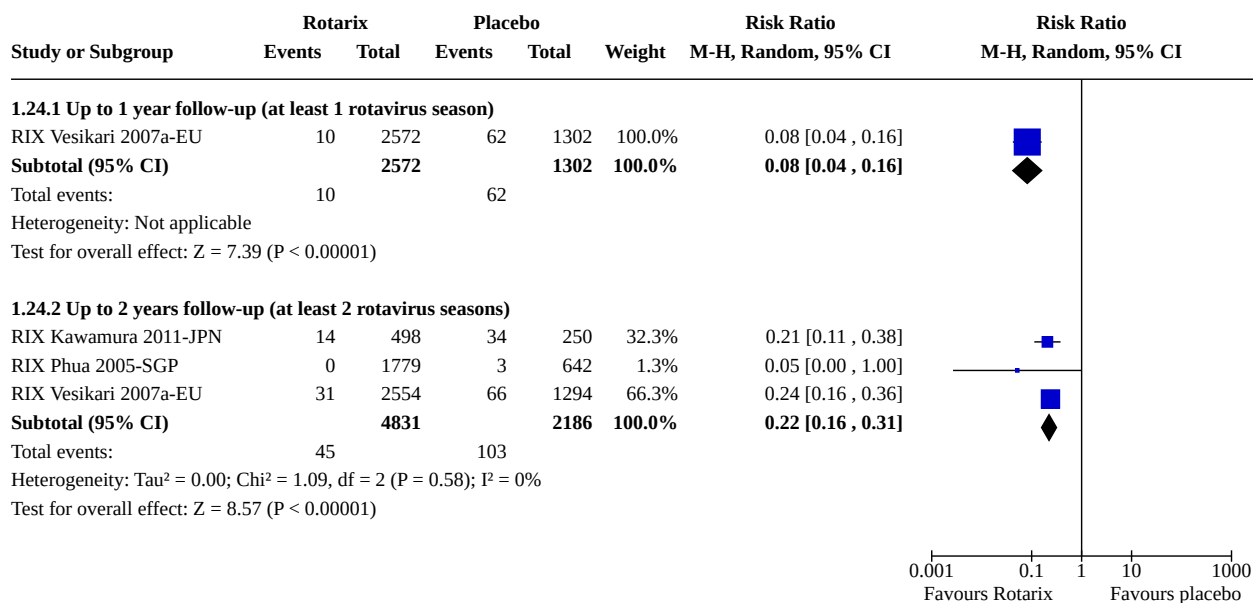 Rotarix Placebo Risk Ratio Risk Ratio
Study or Subgroup Events Total Events Total Weight M-H, Random, 95% CI M-H, Random, 95% CI
1.24.1 Up to 1 year follow-up (at least 1 rotavirus season)
RIX Vesikari 2007a-EU 10 2572 62 1302 100.0% 0.08 [0.04 , 0.16]
Subtotal (95% CI) 2572 1302 100.0% 0.08 [0.04 , 0.16]
Total events: 10 62
Heterogeneity: Not applicable
Test for overall effect: Z = 7.39 (P < 0.00001)
1.24.2 Up to 2 years follow-up (at least 2 rotavirus seasons)
RIX Kawamura 2011-JPN 14 498 34 250 32.3% 0.21 [0.11 , 0.38]
RIX Phua 2005-SGP 0 1779 3 642 1.3% 0.05 [0.00 , 1.00]
RIX Vesikari 2007a-EU 31 2554 66 1294 66.3% 0.24 [0.16 , 0.36]
Subtotal (95% CI) 4831 2186 100.0% 0.22 [0.16 , 0.31]
Total events: 45 103
Heterogeneity: Tau² = 0.00; Chi² = 1.09, df = 2 (P = 0.58); I² = 0%
Test for overall effect: Z = 8.57 (P < 0.00001)
0.001 0.1 1 10 1000
Favours Rotarix Favours placebo